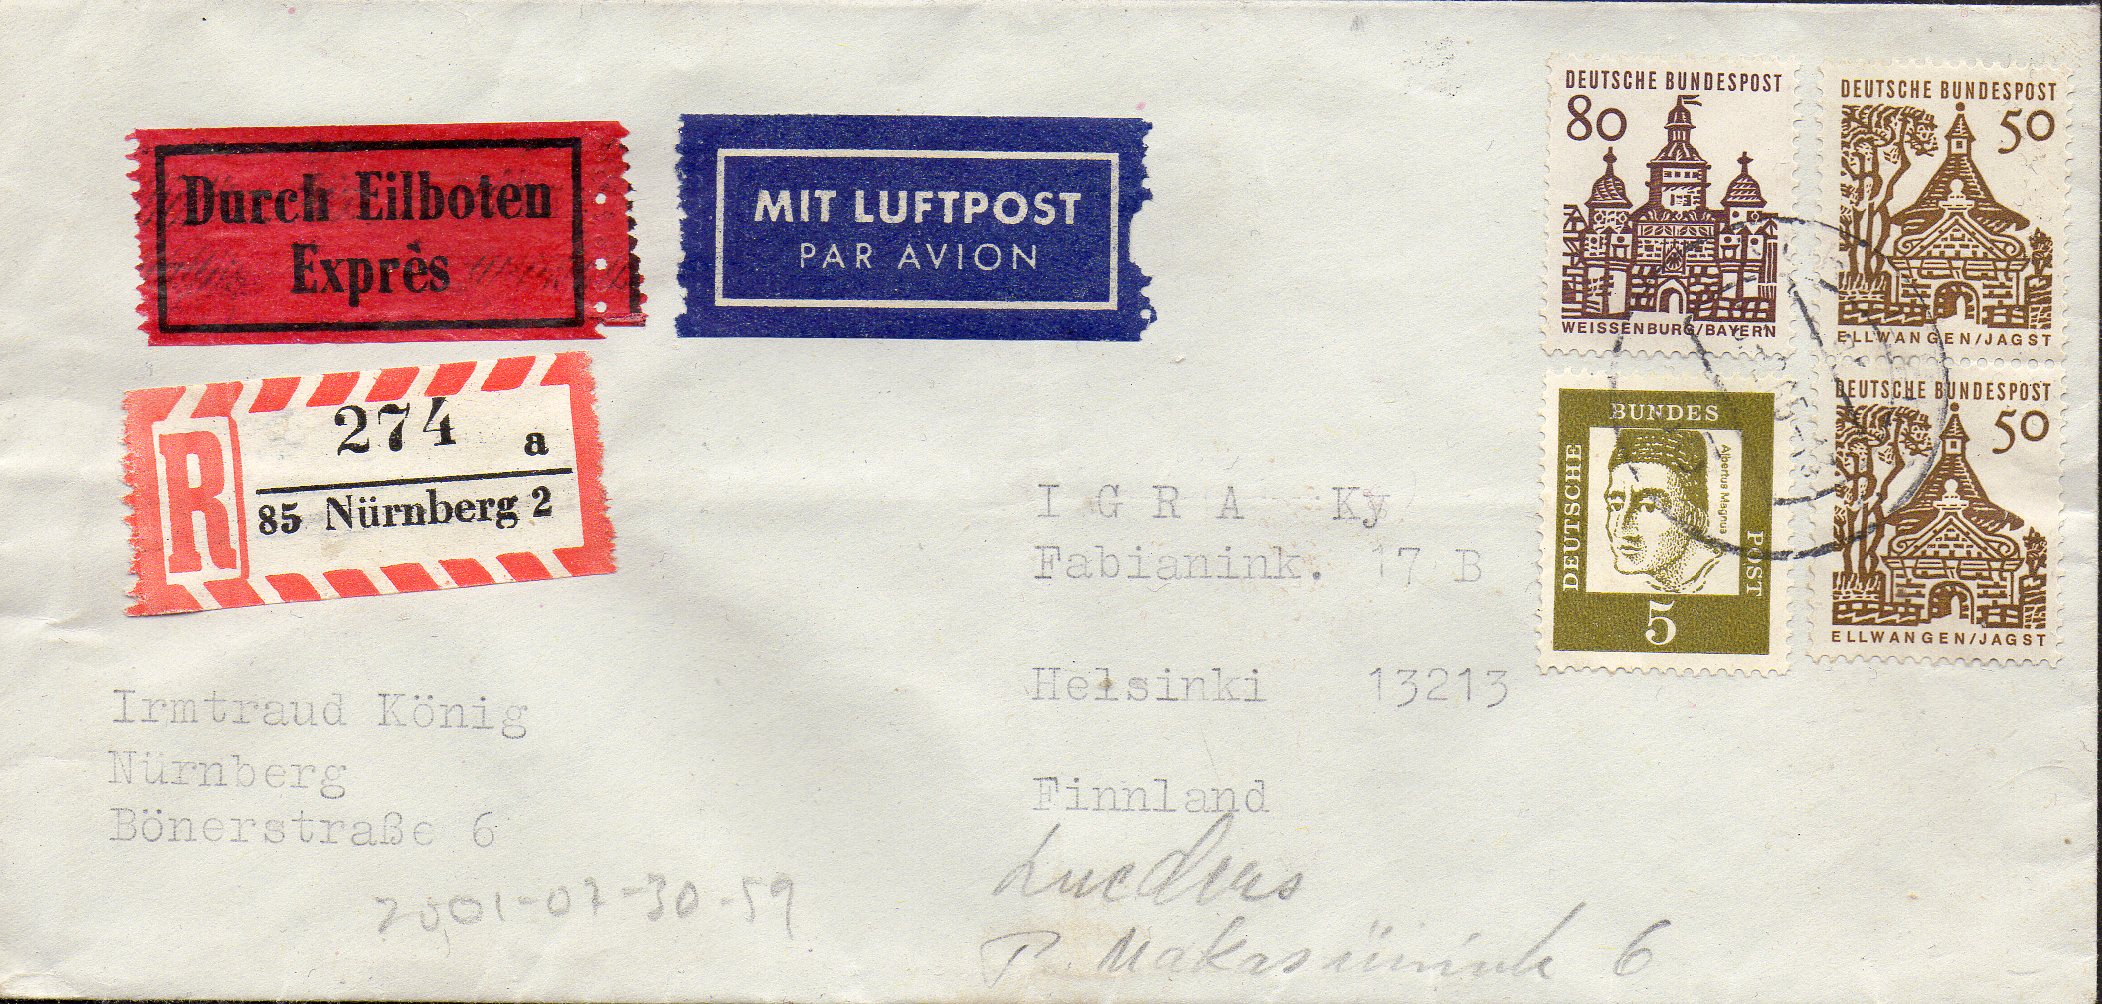 Durch Eilboten
Exprès
MIT LUFTPOST
PAR AVION
DEUTSCHE BUNDESPOST
80
WEISSENBURG/BAYERN
DEUTSCHE BUNDESPOST
50
ELLWANGEN/JAGST
R
274 a
85 Nürnberg 2
DEUTSCHE
BUNDES
POST
Albertus Magnus
5
DEUTSCHE BUNDESPOST
50
ELLWANGEN/JAGST
I G R A Ky
Fabianink. 17 B
Helsinki 13213
Finnland
Irmtraud König
Nürnberg
Bönerstraße 6
2001-07-30-59
P. Makasiinink 6